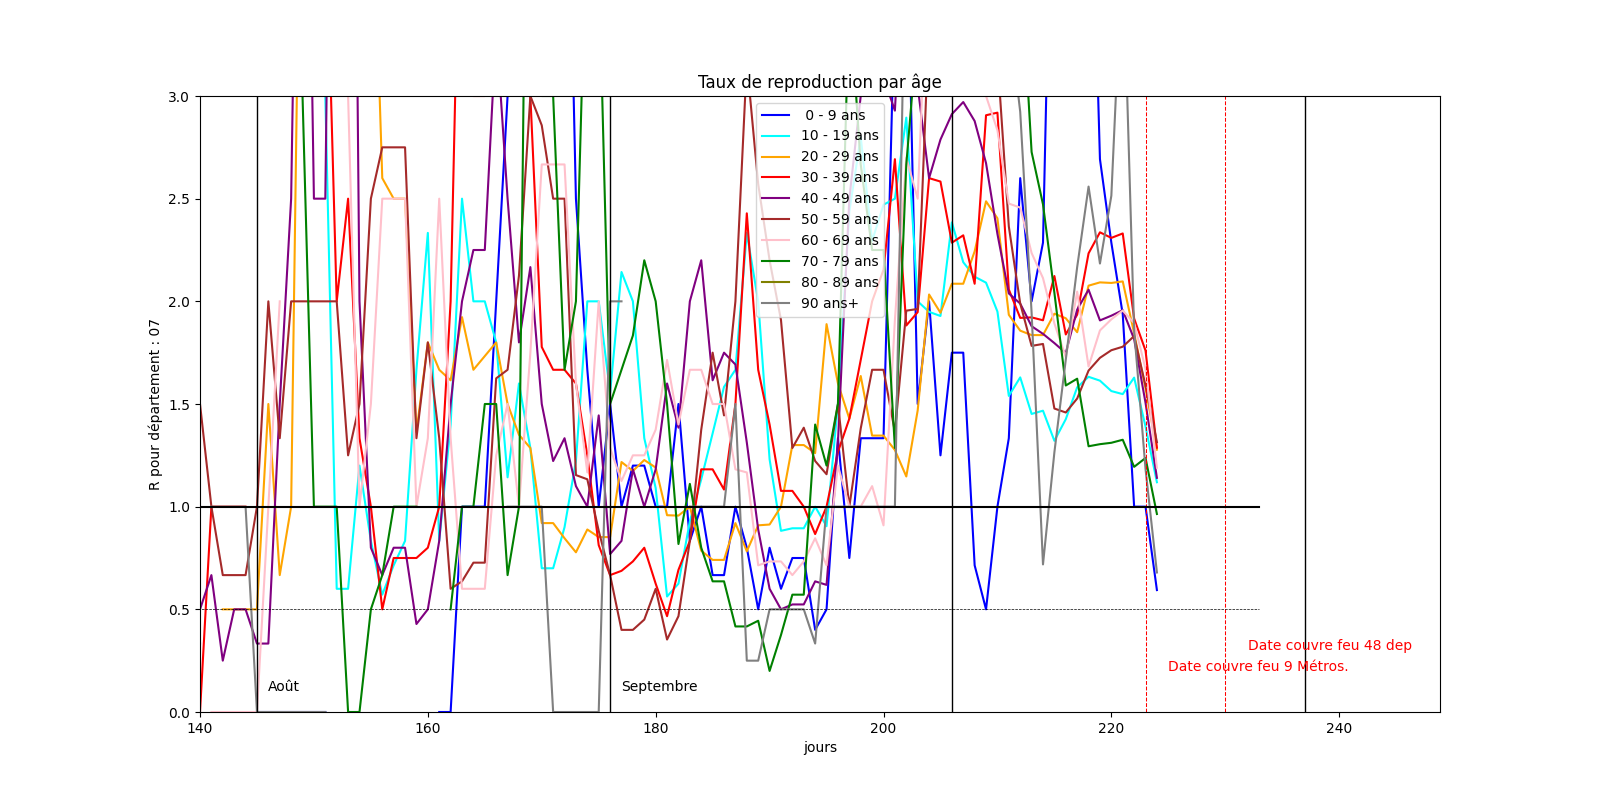 Taux de reproduction par âge
R pour département : 07
3.0
2.5
2.0
1.5
1.0
0.5
0.0
0 - 9 ans
10 - 19 ans
20 - 29 ans
30 - 39 ans
40 - 49 ans
50 - 59 ans
60 - 69 ans
70 - 79 ans
80 - 89 ans
90 ans+
Date couvre feu 48 dep
Date couvre feu 9 Métros.
Août
Septembre
140
160
180
200
220
240
jours